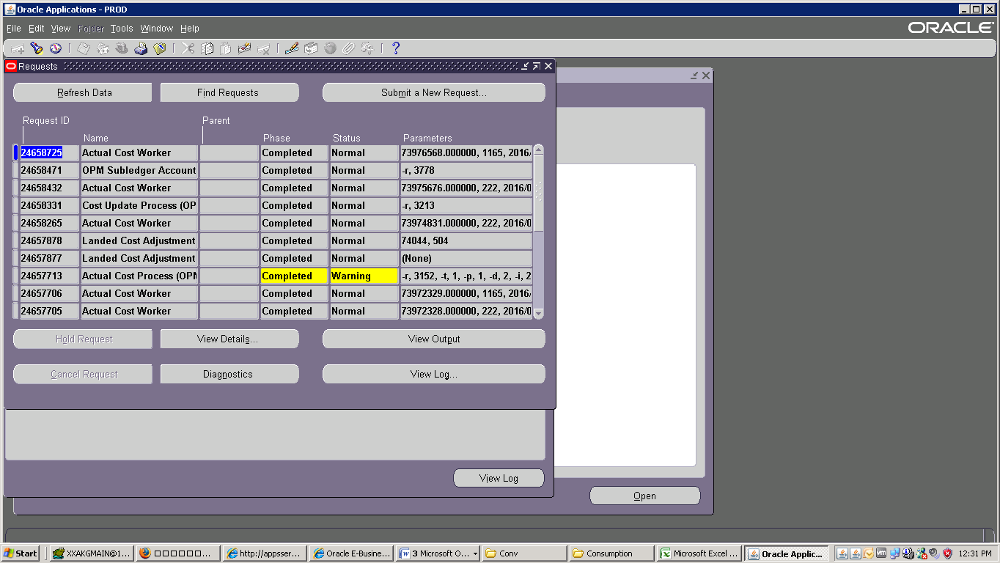 Oracle Applications - PROD
File Edit View Folder Tools Window Help
ORACLE
Requests
Refresh Data Find Requests Submit a New Request...
Request ID Parent
Name Phase Status Parameters
24658725 Actual Cost Worker Completed Normal 73976568.000000, 1165, 2016/
24658471 OPM Subledger Account Completed Normal -r, 3778
24658432 Actual Cost Worker Completed Normal 73975676.000000, 222, 2016/0
24658331 Cost Update Process (OP Completed Normal -r, 3213
24658265 Actual Cost Worker Completed Normal 73974831.000000, 222, 2016/0
24657878 Landed Cost Adjustment Completed Normal 74044, 504
24657877 Landed Cost Adjustment Completed Normal (None)
24657713 Actual Cost Process (OPM Completed Warning -r, 3152, -t, 1, -p, 1, -d, 2, -i, 2
24657706 Actual Cost Worker Completed Normal 73972329.000000, 1165, 2016/
24657705 Actual Cost Worker Completed Normal 73972328.000000, 222, 2016/0
Hold Request View Details... View Output
Cancel Request Diagnostics View Log...
View Log
Open
Start XXAKGMAIN@1... http://appsser... Oracle E-Busine... 3 Microsoft O... Conv Consumption Microsoft Excel ... Oracle Applic... 12:31 PM